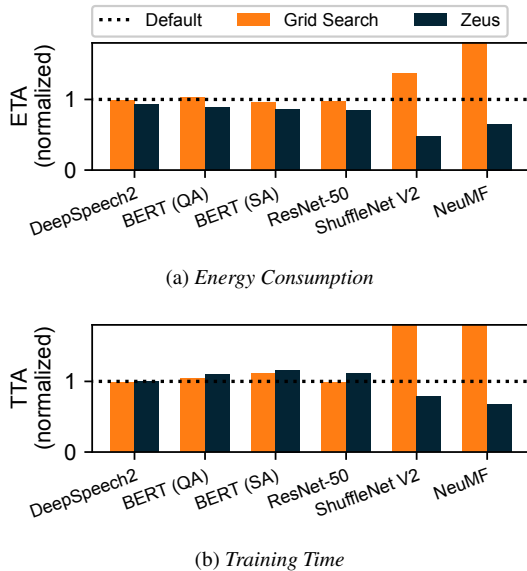 Default Grid Search Zeus
ETA
(normalized)
1
0
DeepSpeech2
BERT (QA)
BERT (SA)
ResNet-50
ShuffleNet V2
NeuMF
(a) Energy Consumption
TTA
(normalized)
1
0
DeepSpeech2
BERT (QA)
BERT (SA)
ResNet-50
ShuffleNet V2
NeuMF
(b) Training Time